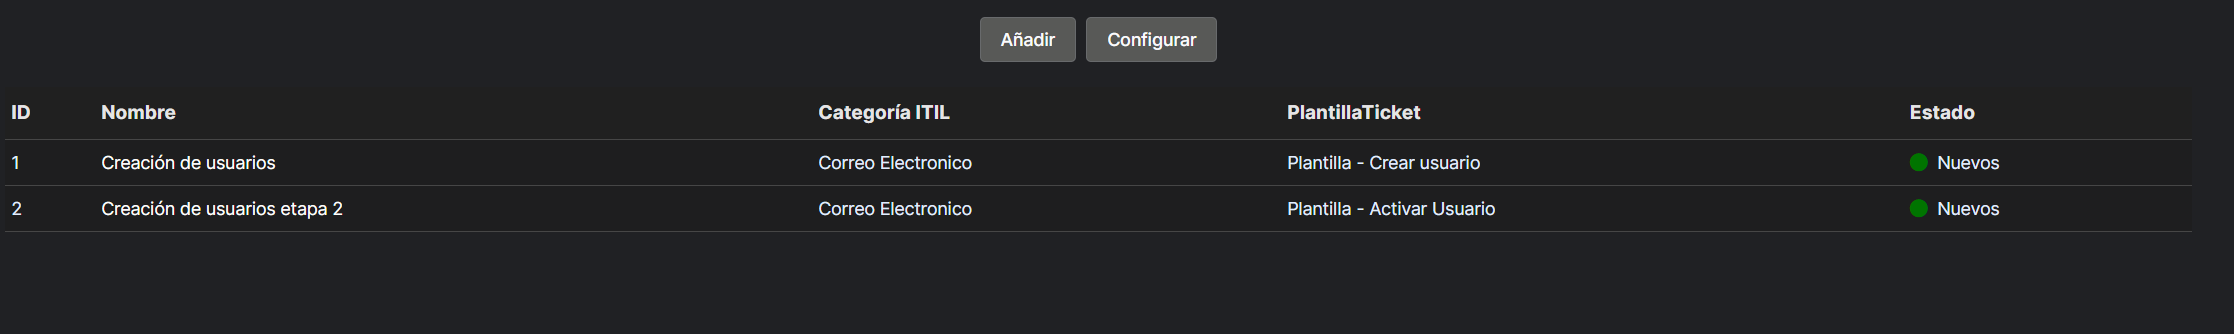 Añadir Configurar
ID Nombre Categoría ITIL PlantillaTicket Estado
1 Creación de usuarios Correo Electronico Plantilla - Crear usuario Nuevos
2 Creación de usuarios etapa 2 Correo Electronico Plantilla - Activar Usuario Nuevos